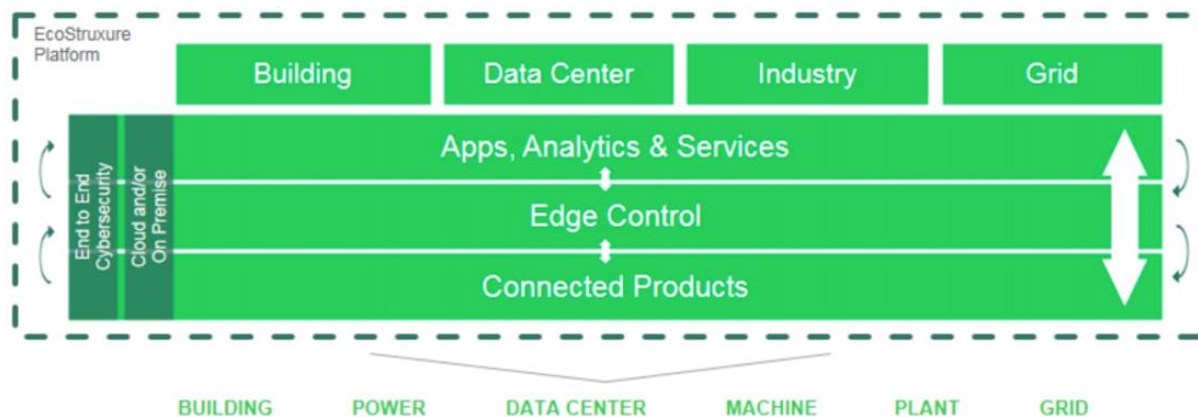 EcoStruxure
Platform
Building
Data Center
Industry
Grid
End to End
Cybersecurity
Cloud and/or
On Premise
Apps, Analytics & Services
Edge Control
Connected Products
BUILDING POWER DATA CENTER MACHINE PLANT GRID